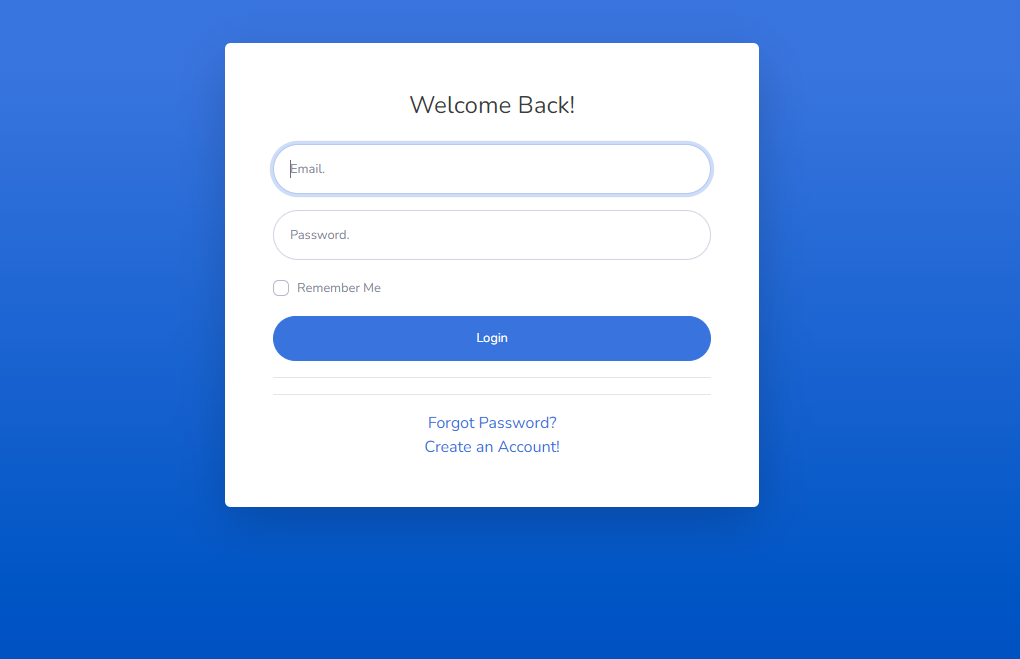 Welcome Back!
Email.
Password.
Remember Me
Login
Forgot Password?
Create an Account!